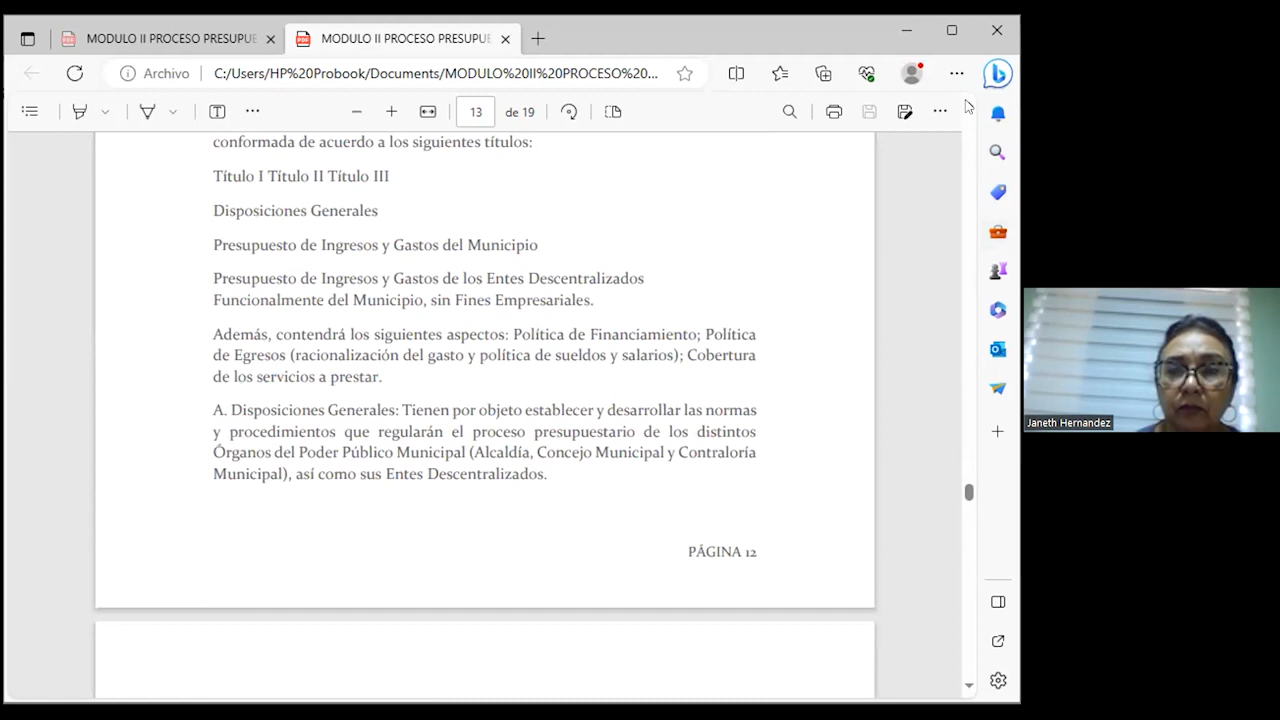 MODULO II PROCESO PRESUPUE
MODULO II PROCESO PRESUPUE
Archivo
C:/Users/HP%20Probook/Documents/MODULO%20II%20PROCESO%20...
13 de 19
conformada de acuerdo a los siguientes títulos:
Título I Título II Título III
Disposiciones Generales
Presupuesto de Ingresos y Gastos del Municipio
Presupuesto de Ingresos y Gastos de los Entes Descentralizados
Funcionalmente del Municipio, sin Fines Empresariales.
Además, contendrá los siguientes aspectos: Política de Financiamiento; Política
de Egresos (racionalización del gasto y política de sueldos y salarios); Cobertura
de los servicios a prestar.
A. Disposiciones Generales: Tienen por objeto establecer y desarrollar las normas
y procedimientos que regularán el proceso presupuestario de los distintos
Órganos del Poder Público Municipal (Alcaldía, Concejo Municipal y Contraloría
Municipal), así como sus Entes Descentralizados.
PÁGINA 12
Janeth Hernandez